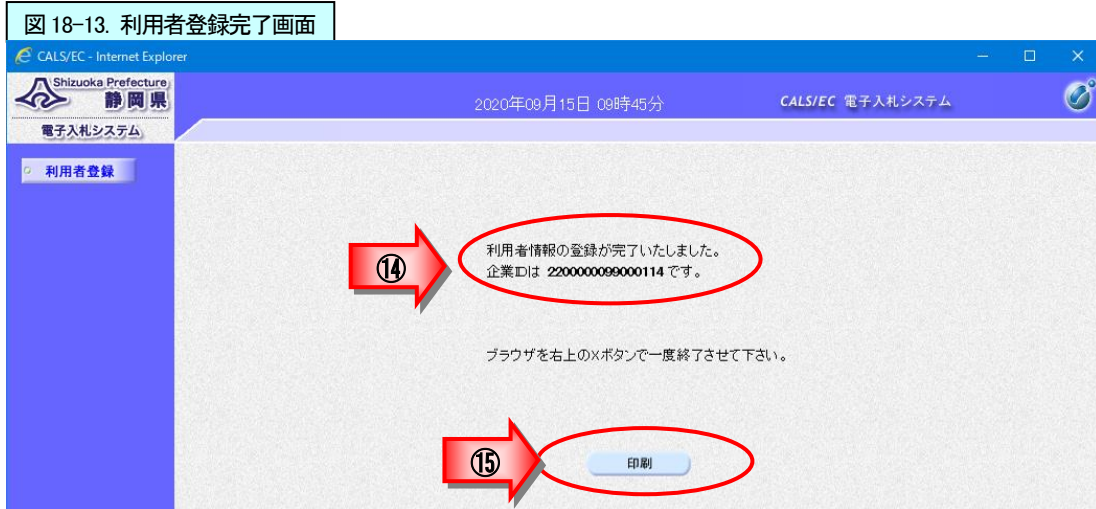 図 18-13. 利用者登録完了画面
CALS/EC - Internet Explorer
Shizuoka Prefecture
静岡県
電子入札システム
2020年09月15日 09時45分
CALS/EC 電子入札システム
利用者登録
⑭
利用者情報の登録が完了いたしました。
企業IDは 2200000099000114 です。
ブラウザを右上の×ボタンで一度終了させて下さい。
⑮
印刷